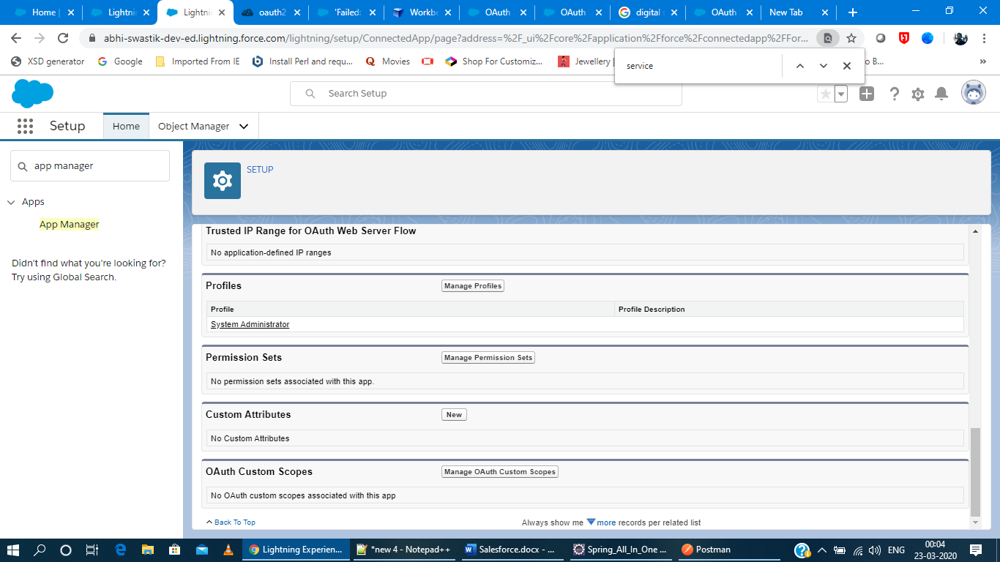 Home |
Lightnin
Lightnin
oauth2
'Failed:
Workbe
OAuth
OAuth
digital s
OAuth
New Tab
abhi-swastik-dev-ed.lightning.force.com/lightning/setup/ConnectedApp/page?address=%2F_ui%2Fcore%2Fapplication%2Fforce%2Fconnectedapp%2FFor...
XSD generator
Google
Imported From IE
Install Perl and requ...
Movies
Shop For Customiz...
Jewellery
o B...
»
service
Search Setup
Setup
Home
Object Manager
app manager
Apps
App Manager
Didn't find what you're looking for?
Try using Global Search.
SETUP
Trusted IP Range for OAuth Web Server Flow
No application-defined IP ranges
Profiles
Manage Profiles
Profile
Profile Description
System Administrator
Permission Sets
Manage Permission Sets
No permission sets associated with this app.
Custom Attributes
New
No Custom Attributes
OAuth Custom Scopes
Manage OAuth Custom Scopes
No OAuth custom scopes associated with this app
Back To Top
Always show me more records per related list
Lightning Experien...
*new 4 - Notepad++
Salesforce.docx - ...
Spring_All_In_One ...
Postman
ENG
00:04
23-03-2020